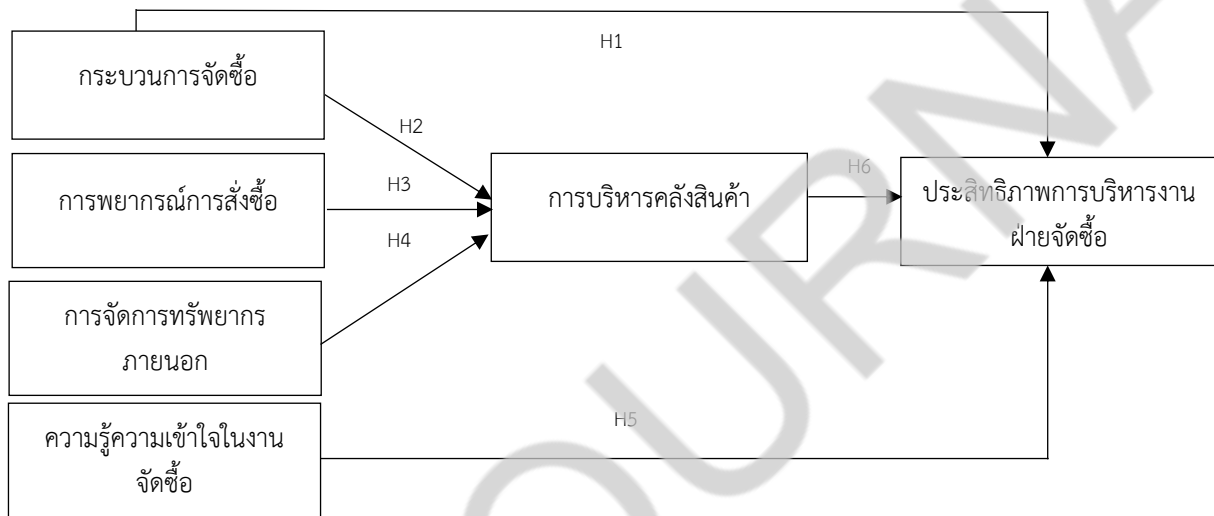 H1
กระบวนการจัดซื้อ
H2
การพยากรณ์การสั่งซื้อ
H3
การบริหารคลังสินค้า
H6
ประสิทธิภาพการบริหารงาน
ฝ่ายจัดซื้อ
H4
การจัดการทรัพยากร
ภายนอก
ความรู้ความเข้าใจในงาน
จัดซื้อ
H5
OURNA